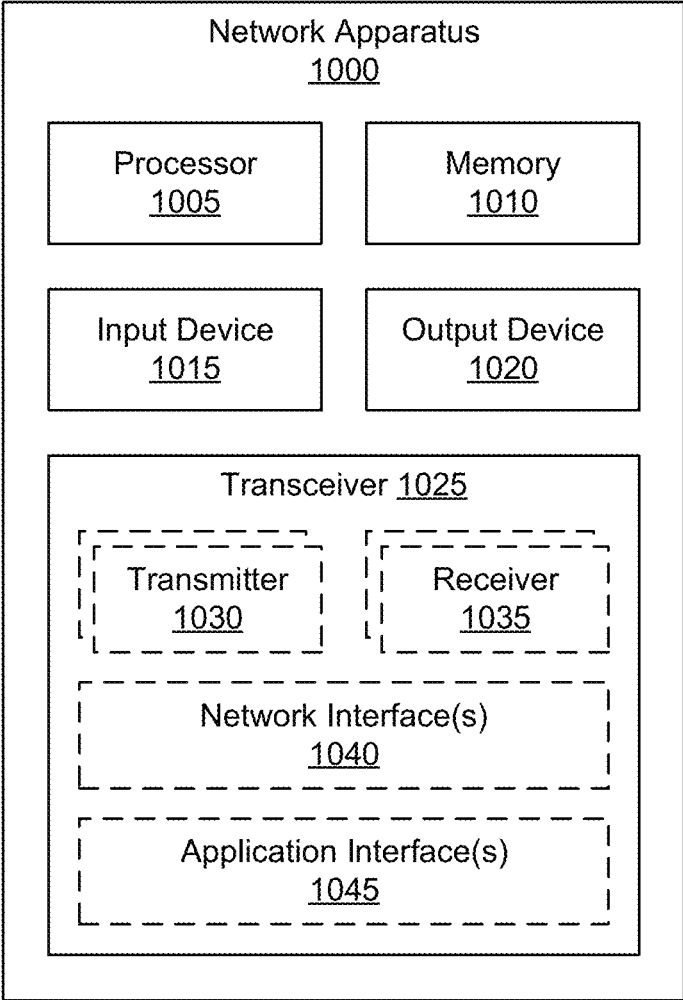 Network Apparatus
1000
Processor
1005
Memory
1010
Input Device
1015
Output Device
1020
Transceiver 1025
Transmitter
1030
Receiver
1035
Network Interface(s)
1040
Application Interface(s)
1045